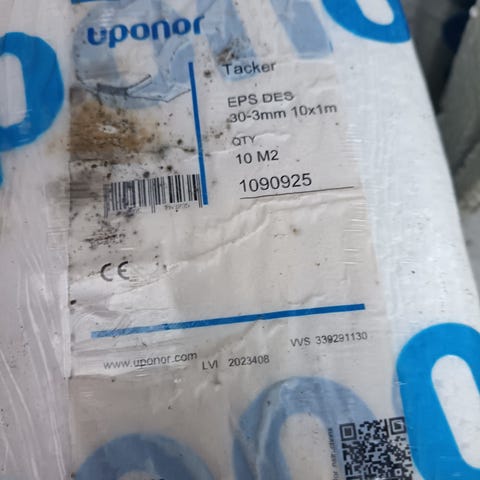 uponor
Tacker
EPS DES
30-3mm 10x1m
QTY
10 M2
1090925
CE
www.uponor.com LVI 2023408 VVS 339291130